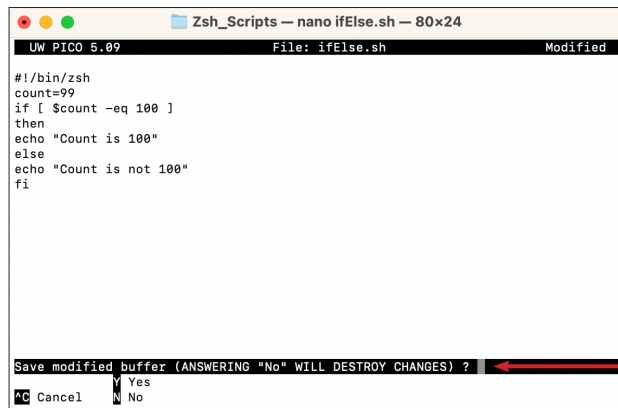 Zsh_Scripts — nano ifElse.sh — 80×24
UW PICO 5.09 File: ifElse.sh Modified
#!/bin/zsh
count=99
if [ $count -eq 100 ]
then
echo "Count is 100"
else
echo "Count is not 100"
fi
Save modified buffer (ANSWERING "No" WILL DESTROY CHANGES) ?
Y Yes
^C Cancel N No